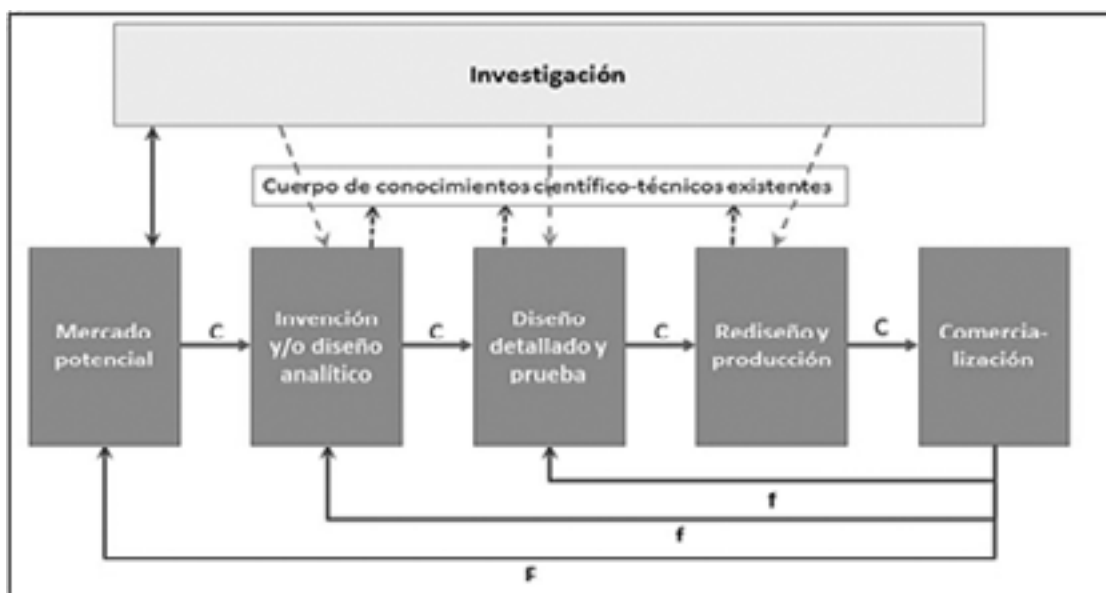 Investigación
Cuerpo de conocimientos científico-técnicos existentes
Mercado
potencial
C
Invención
y/o diseño
analítico
C
Diseño
detallado y
prueba
C
Rediseño y
producción
C
Comercia-
lización
f
f
F